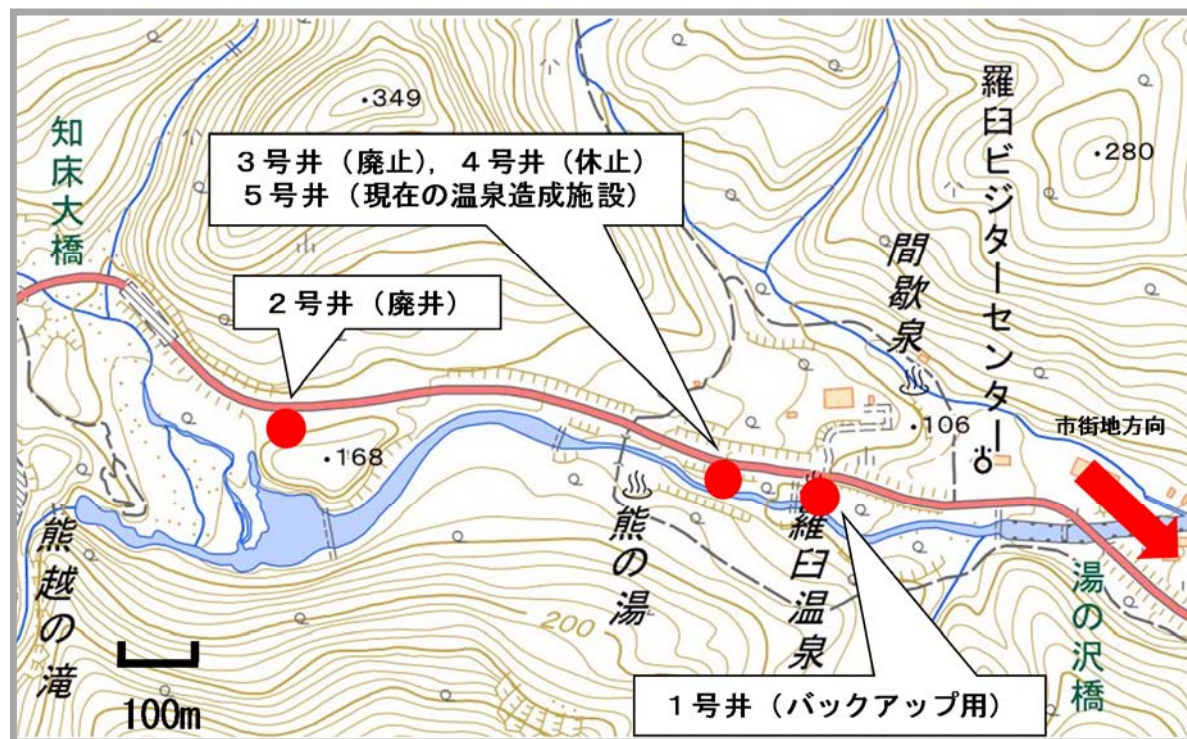 ・349
・280
知床大橋
羅臼ビジターセンター
3号井（廃止），4号井（休止）
5号井（現在の温泉造成施設）
間歇泉
2号井（廃井）
・106
市街地方向
・168
熊の湯
羅臼温泉
熊越の滝
湯の沢橋
200
100m
1号井（バックアップ用）